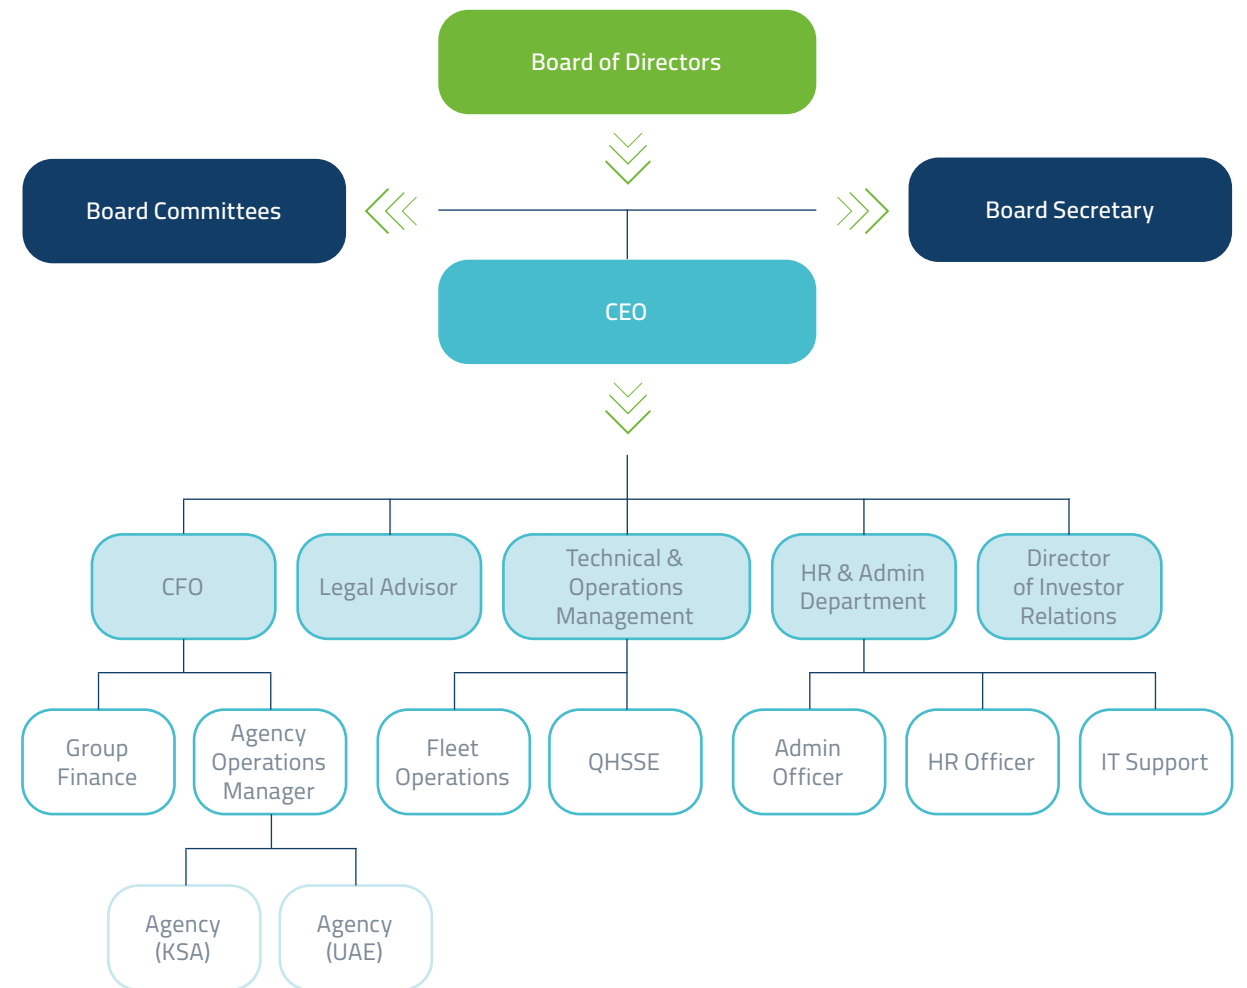 Board of Directors
Board Committees
Board Secretary
CEO
CFO
Legal Advisor
Technical &
Operations
Management
HR & Admin
Department
Director
of Investor
Relations
Group
Finance
Agency
Operations
Manager
Fleet
Operations
QHSSE
Admin
Officer
HR Officer
IT Support
Agency
(KSA)
Agency
(UAE)